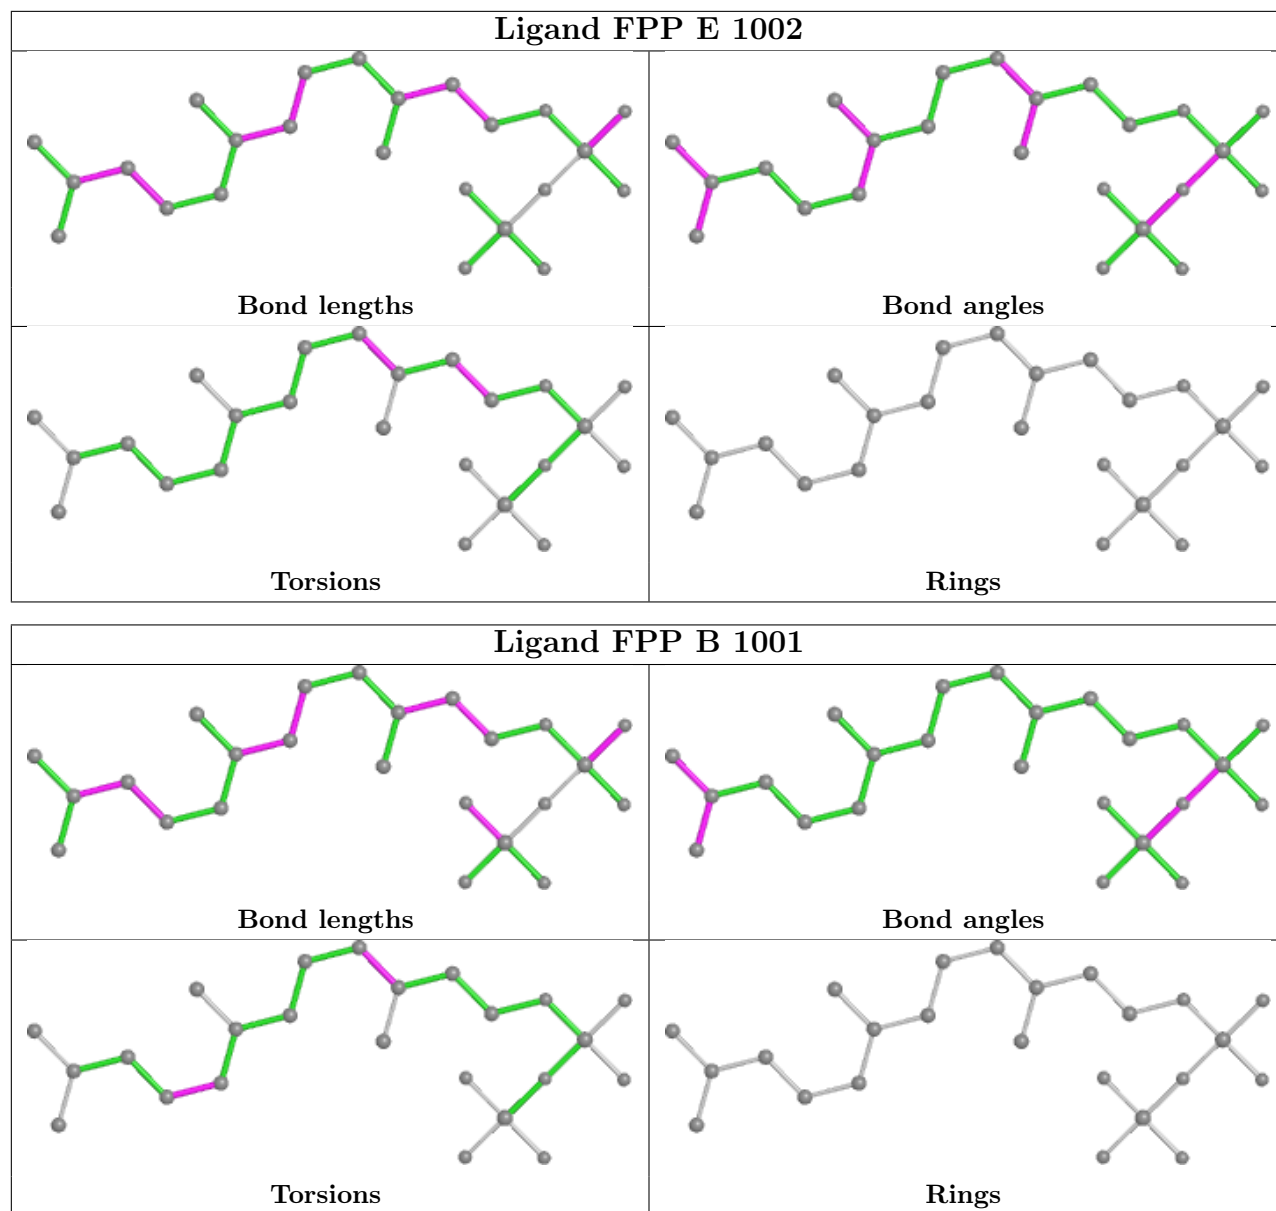 Ligand FPP E 1002
Bond lengths
Bond angles
Torsions
Rings
Ligand FPP B 1001
Bond lengths
Bond angles
Torsions
Rings